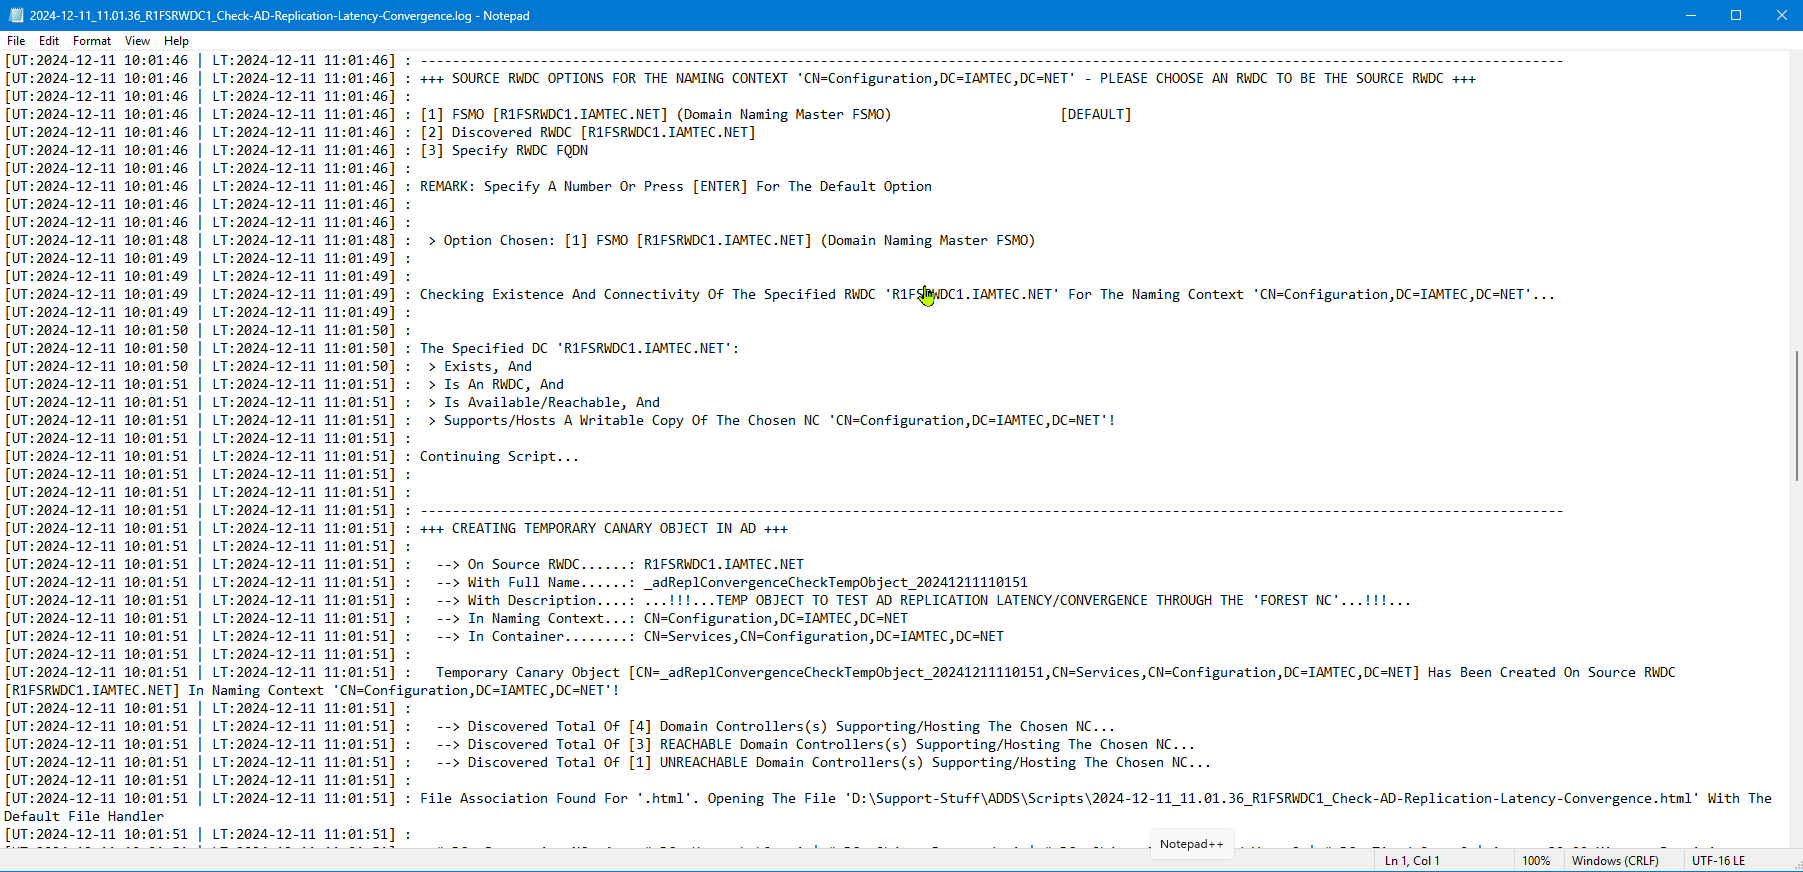 2024-12-11_11.01.36_R1FSRWDC1_Check-AD-Replication-Latency-Convergence.log - Notepad
File Edit Format View Help
[UT:2024-12-11 10:01:46 | LT:2024-12-11 11:01:46] : -----------------------------------------------------------------------------------------------------------------------------------------------
[UT:2024-12-11 10:01:46 | LT:2024-12-11 11:01:46] : +++ SOURCE RWDC OPTIONS FOR THE NAMING CONTEXT 'CN=Configuration,DC=IAMTEC,DC=NET' - PLEASE CHOOSE AN RWDC TO BE THE SOURCE RWDC +++
[UT:2024-12-11 10:01:46 | LT:2024-12-11 11:01:46] :
[UT:2024-12-11 10:01:46 | LT:2024-12-11 11:01:46] : [1] FSMO [R1FSRWDC1.IAMTEC.NET] (Domain Naming Master FSMO) [DEFAULT]
[UT:2024-12-11 10:01:46 | LT:2024-12-11 11:01:46] : [2] Discovered RWDC [R1FSRWDC1.IAMTEC.NET]
[UT:2024-12-11 10:01:46 | LT:2024-12-11 11:01:46] : [3] Specify RWDC FQDN
[UT:2024-12-11 10:01:46 | LT:2024-12-11 11:01:46] :
[UT:2024-12-11 10:01:46 | LT:2024-12-11 11:01:46] : REMARK: Specify A Number Or Press [ENTER] For The Default Option
[UT:2024-12-11 10:01:46 | LT:2024-12-11 11:01:46] :
[UT:2024-12-11 10:01:46 | LT:2024-12-11 11:01:46] :
[UT:2024-12-11 10:01:48 | LT:2024-12-11 11:01:48] : > Option Chosen: [1] FSMO [R1FSRWDC1.IAMTEC.NET] (Domain Naming Master FSMO)
[UT:2024-12-11 10:01:49 | LT:2024-12-11 11:01:49] :
[UT:2024-12-11 10:01:49 | LT:2024-12-11 11:01:49] :
[UT:2024-12-11 10:01:49 | LT:2024-12-11 11:01:49] : Checking Existence And Connectivity Of The Specified RWDC 'R1FSRWDC1.IAMTEC.NET' For The Naming Context 'CN=Configuration,DC=IAMTEC,DC=NET'...
[UT:2024-12-11 10:01:49 | LT:2024-12-11 11:01:49] :
[UT:2024-12-11 10:01:50 | LT:2024-12-11 11:01:50] :
[UT:2024-12-11 10:01:50 | LT:2024-12-11 11:01:50] : The Specified DC 'R1FSRWDC1.IAMTEC.NET':
[UT:2024-12-11 10:01:50 | LT:2024-12-11 11:01:50] : > Exists, And
[UT:2024-12-11 10:01:51 | LT:2024-12-11 11:01:51] : > Is An RWDC, And
[UT:2024-12-11 10:01:51 | LT:2024-12-11 11:01:51] : > Is Available/Reachable, And
[UT:2024-12-11 10:01:51 | LT:2024-12-11 11:01:51] : > Supports/Hosts A Writable Copy Of The Chosen NC 'CN=Configuration,DC=IAMTEC,DC=NET'!
[UT:2024-12-11 10:01:51 | LT:2024-12-11 11:01:51] :
[UT:2024-12-11 10:01:51 | LT:2024-12-11 11:01:51] : Continuing Script...
[UT:2024-12-11 10:01:51 | LT:2024-12-11 11:01:51] :
[UT:2024-12-11 10:01:51 | LT:2024-12-11 11:01:51] :
[UT:2024-12-11 10:01:51 | LT:2024-12-11 11:01:51] : -----------------------------------------------------------------------------------------------------------------------------------------------
[UT:2024-12-11 10:01:51 | LT:2024-12-11 11:01:51] : +++ CREATING TEMPORARY CANARY OBJECT IN AD +++
[UT:2024-12-11 10:01:51 | LT:2024-12-11 11:01:51] :
[UT:2024-12-11 10:01:51 | LT:2024-12-11 11:01:51] : --> On Source RWDC......: R1FSRWDC1.IAMTEC.NET
[UT:2024-12-11 10:01:51 | LT:2024-12-11 11:01:51] : --> With Full Name......: _adReplConvergenceCheckTempObject_20241211110151
[UT:2024-12-11 10:01:51 | LT:2024-12-11 11:01:51] : --> With Description....: ...!!!...TEMP OBJECT TO TEST AD REPLICATION LATENCY/CONVERGENCE THROUGH THE 'FOREST NC'...!!!...
[UT:2024-12-11 10:01:51 | LT:2024-12-11 11:01:51] : --> In Naming Context...: CN=Configuration,DC=IAMTEC,DC=NET
[UT:2024-12-11 10:01:51 | LT:2024-12-11 11:01:51] : --> In Container........: CN=Services,CN=Configuration,DC=IAMTEC,DC=NET
[UT:2024-12-11 10:01:51 | LT:2024-12-11 11:01:51] :
[UT:2024-12-11 10:01:51 | LT:2024-12-11 11:01:51] : Temporary Canary Object [CN=_adReplConvergenceCheckTempObject_20241211110151,CN=Services,CN=Configuration,DC=IAMTEC,DC=NET] Has Been Created On Source RWDC
[R1FSRWDC1.IAMTEC.NET] In Naming Context 'CN=Configuration,DC=IAMTEC,DC=NET'!
[UT:2024-12-11 10:01:51 | LT:2024-12-11 11:01:51] :
[UT:2024-12-11 10:01:51 | LT:2024-12-11 11:01:51] : --> Discovered Total Of [4] Domain Controllers(s) Supporting/Hosting The Chosen NC...
[UT:2024-12-11 10:01:51 | LT:2024-12-11 11:01:51] : --> Discovered Total Of [3] REACHABLE Domain Controllers(s) Supporting/Hosting The Chosen NC...
[UT:2024-12-11 10:01:51 | LT:2024-12-11 11:01:51] : --> Discovered Total Of [1] UNREACHABLE Domain Controllers(s) Supporting/Hosting The Chosen NC...
[UT:2024-12-11 10:01:51 | LT:2024-12-11 11:01:51] :
[UT:2024-12-11 10:01:51 | LT:2024-12-11 11:01:51] : File Association Found For '.html'. Opening The File 'D:\Support-Stuff\ADDS\Scripts\2024-12-11_11.01.36_R1FSRWDC1_Check-AD-Replication-Latency-Convergence.html' With The
Default File Handler
[UT:2024-12-11 10:01:51 | LT:2024-12-11 11:01:51] :
Notepad++
Ln 1, Col 1 100% Windows (CRLF) UTF-16 LE